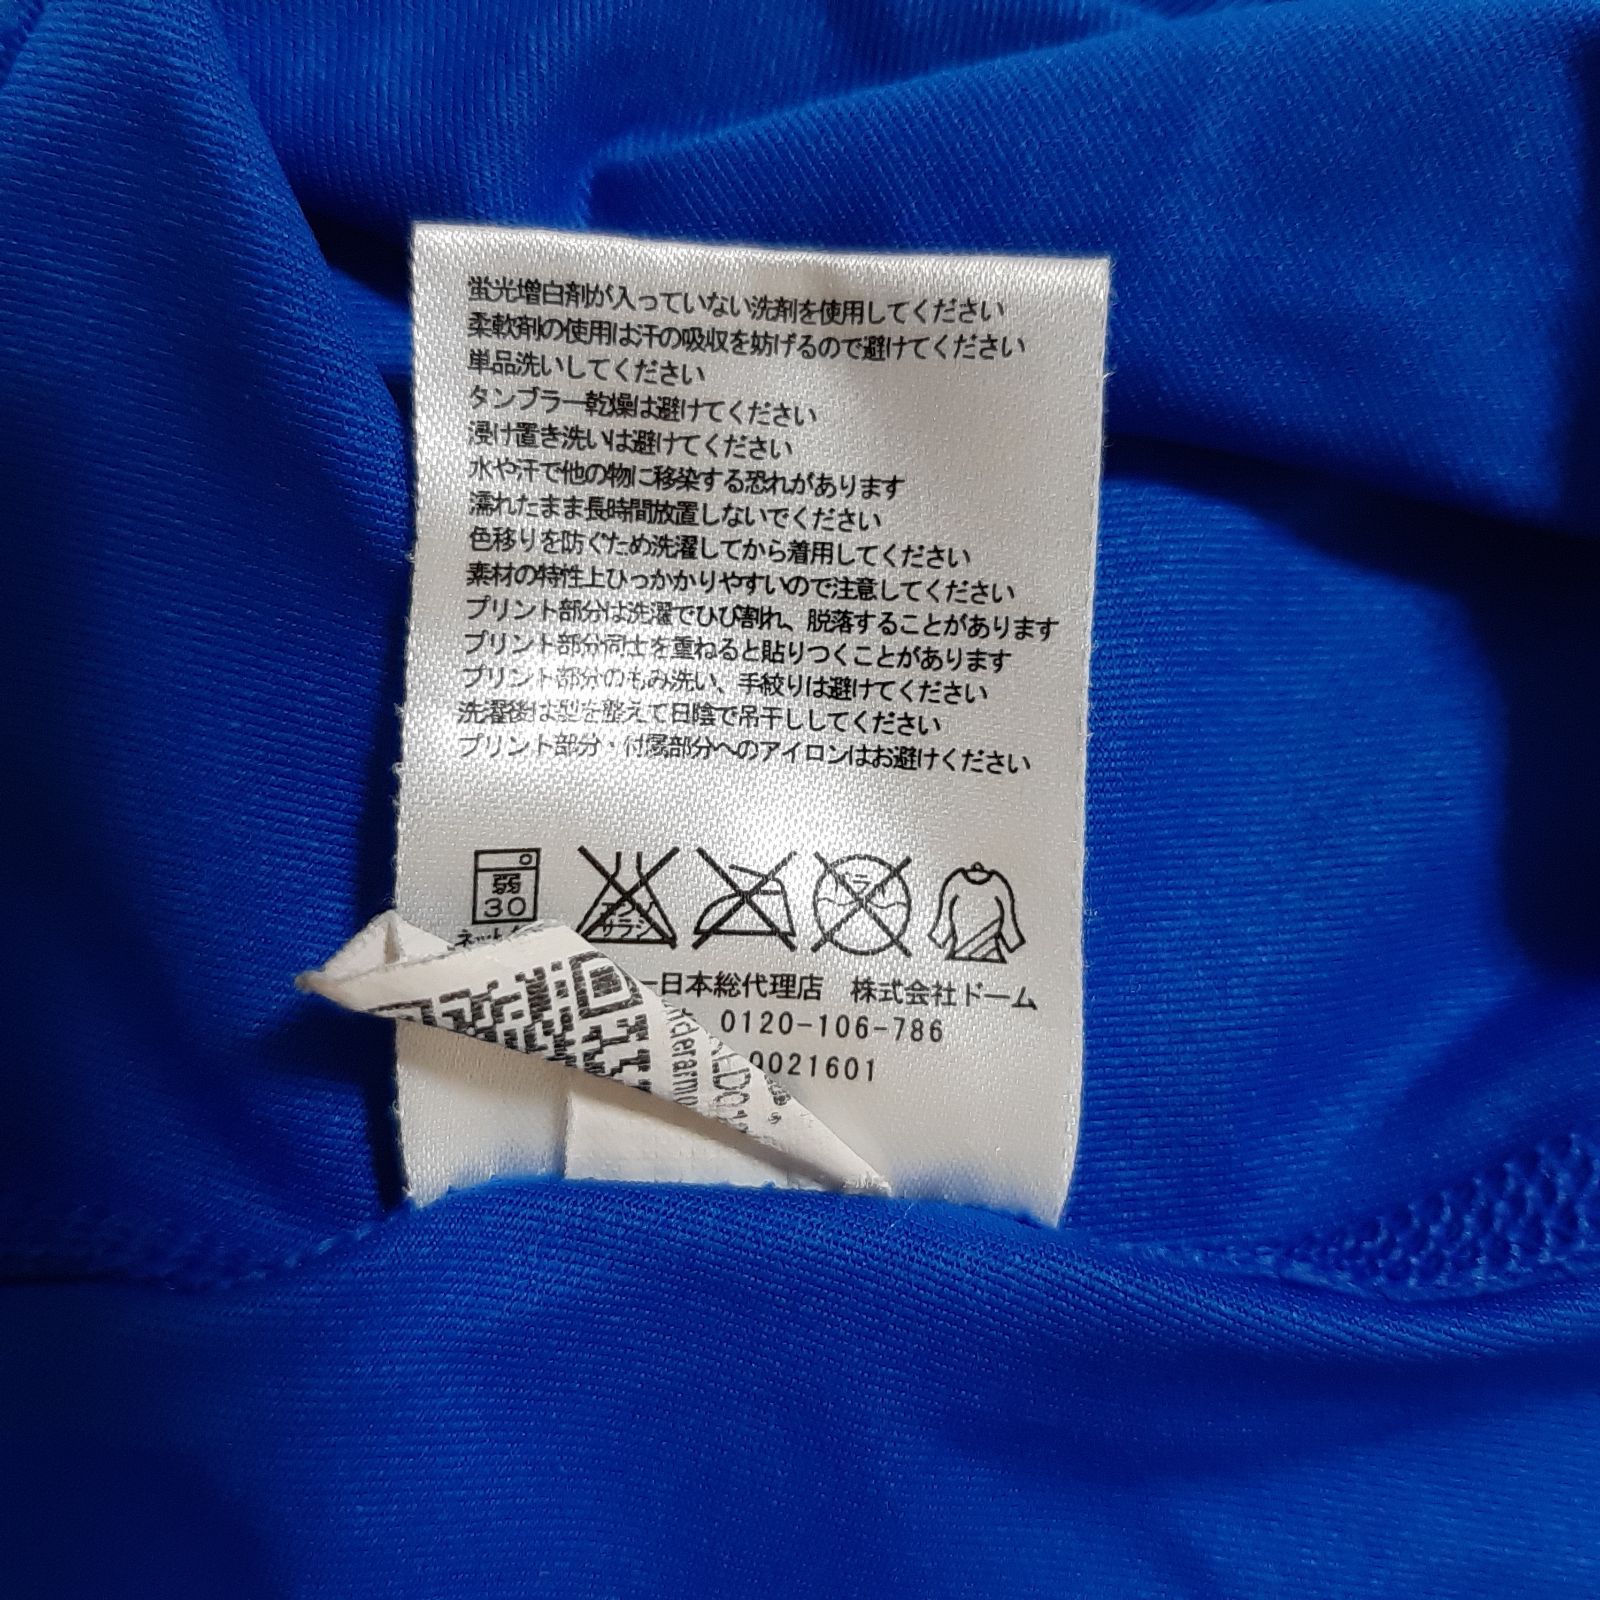 蛍光増白剤が入っていない洗剤を使用してください
柔軟剤の使用は汗の吸収を妨げるので避けてください
単品洗いしてください
タンブラー乾燥は避けてください
浸け置き洗いは避けてください
水や汗で他の物に移染する恐れがあります
濡れたまま長時間放置しないでください
色移りを防ぐため洗濯してから着用してください
素材の特性上ひっかかりやすいので注意してください
プリント部分は洗濯でひび割れ、脱落することがあります
プリント部分同士を重ねると貼りつくことがあります
プリント部分のもみ洗い、手絞りは避けてください
洗濯後は型を整えて日陰で吊干ししてください
プリント部分・付属部分へのアイロンはお避けください
弱
30
エンソ
サラシ
ドライ
ネット
日本総代理店 株式会社ドーム
0120-106-786
0021601